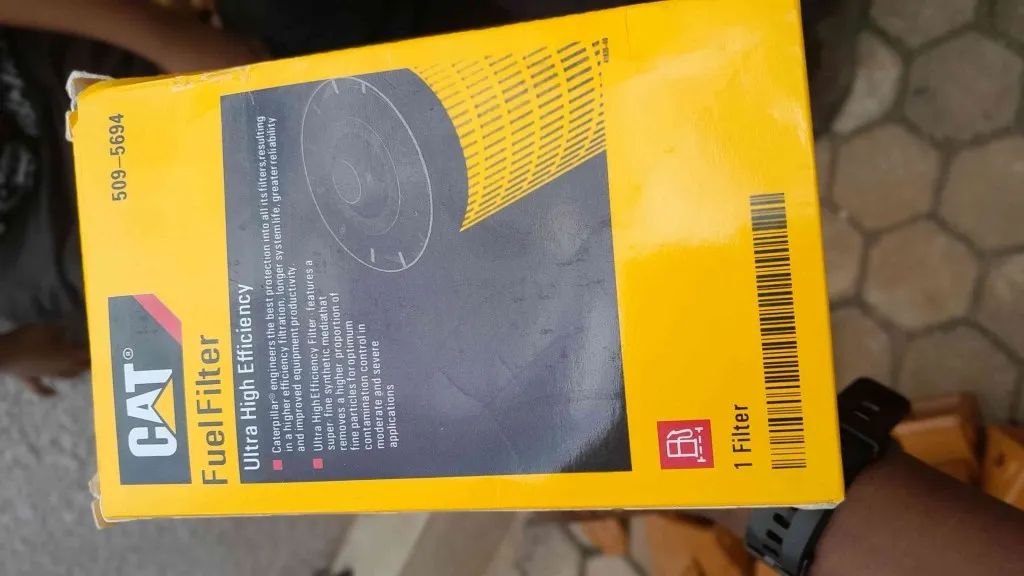 509-5694
CAT®
Fuel Filter
Ultra High Efficiency
Caterpillar® engineers the best protection into all its filters,resulting
in a higher efficiency filtration, longer systemlife, greater reliability
and improved equipment productivity
Ultra High Efficiency Filter features a
super fine synthetic media that
removes a higher proportion of
fine particles for optimum
contamination control in
moderate and severe
applications
1 Filter